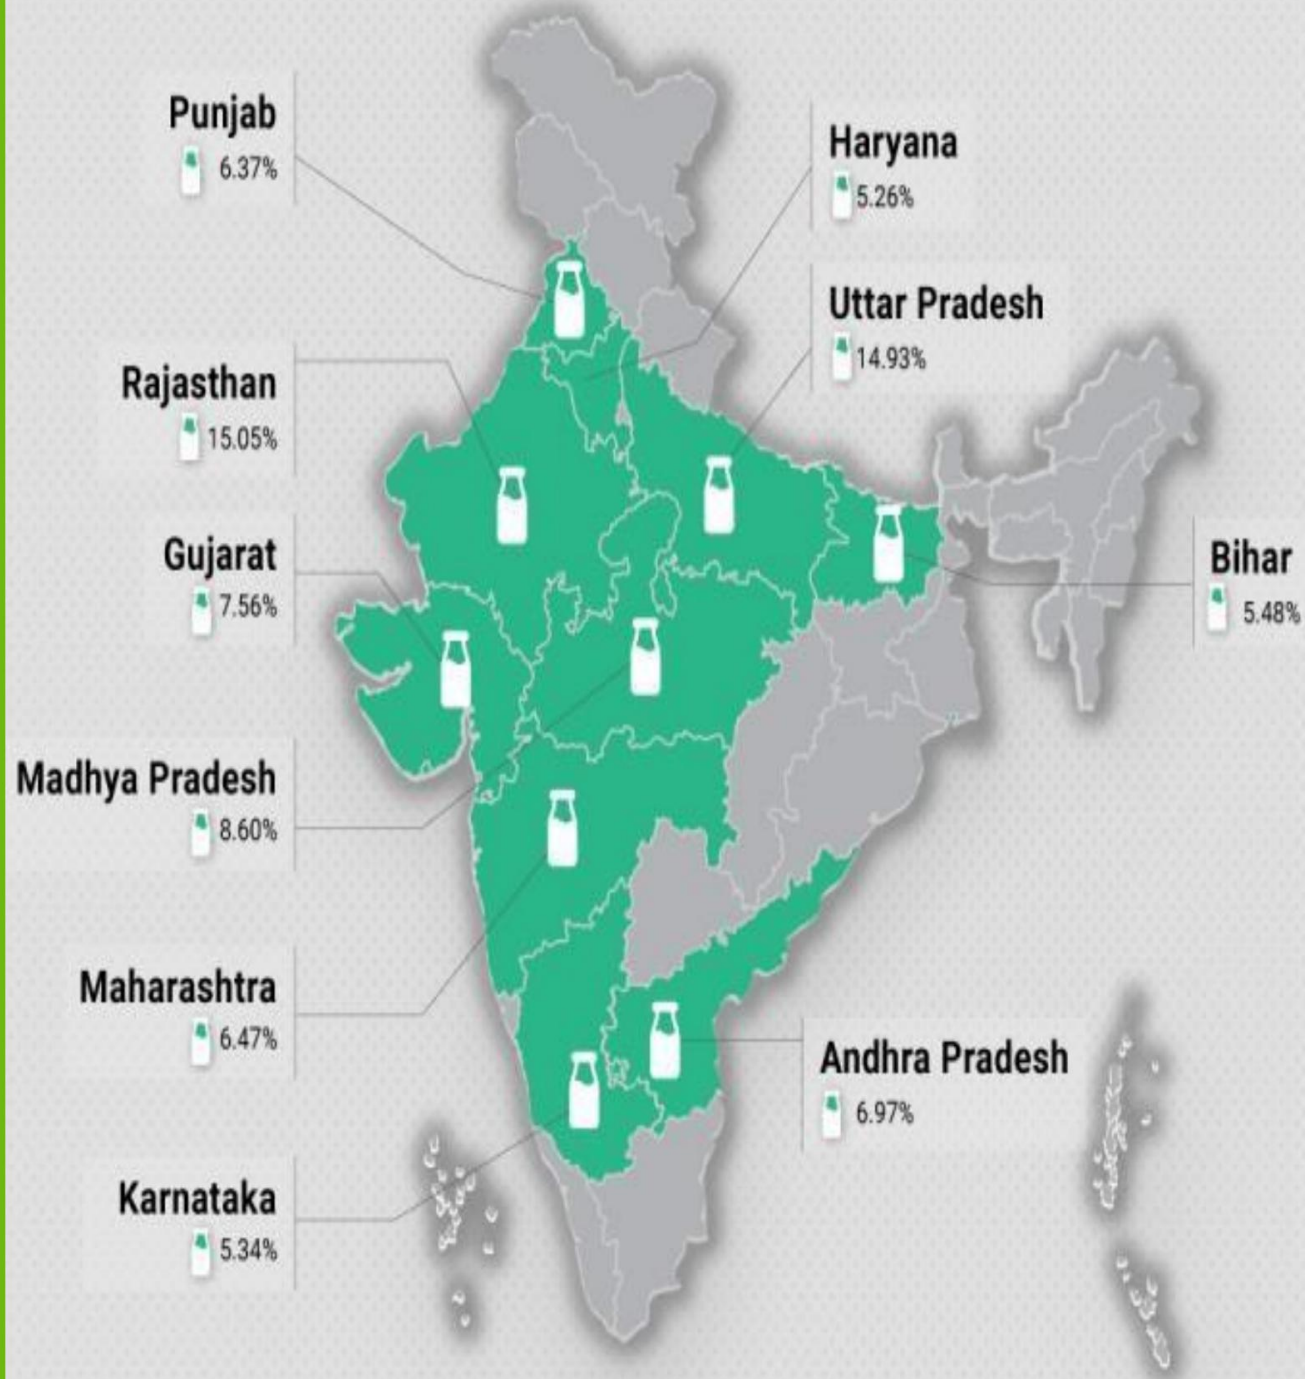 Punjab
6.37%
Haryana
5.26%
Uttar Pradesh
14.93%
Rajasthan
15.05%
Gujarat
7.56%
Bihar
5.48%
Madhya Pradesh
8.60%
Maharashtra
6.47%
Andhra Pradesh
6.97%
Karnataka
5.34%